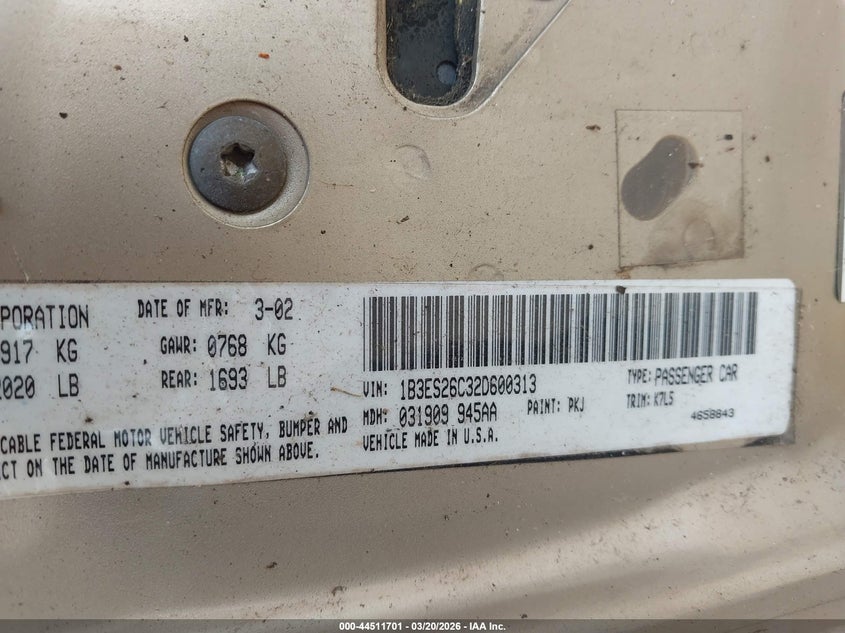 PORATION DATE OF MFR: 3-02
917 KG GAWR: 0768 KG
2020 LB REAR: 1693 LB
CABLE FEDERAL MOTOR VEHICLE SAFETY, BUMPER AND
CT ON THE DATE OF MANUFACTURE SHOWN ABOVE.
VIN: 1B3ES26C32D600313 TYPE: PASSENGER CAR
MDH: 031909 945AA PAINT: PKJ TRIM: K7L5
VEHICLE MADE IN U.S.A. 4658843
000-44511701 - 03/20/2026 - IAA Inc.